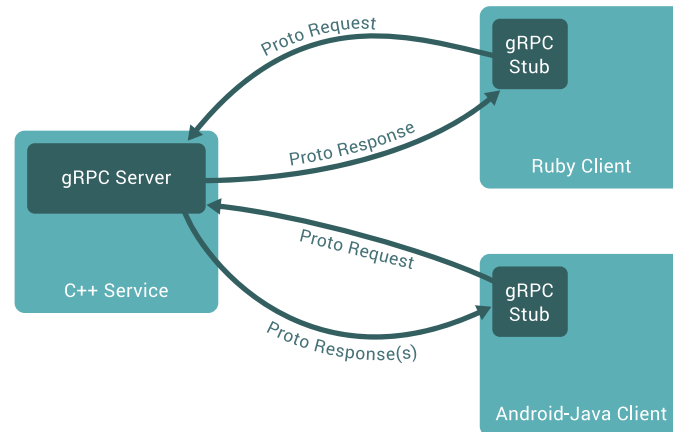 Proto Request
gRPC
Stub
Proto Response
Ruby Client
gRPC Server
C++ Service
Proto Request
gRPC
Stub
Proto Response(s)
Android-Java Client